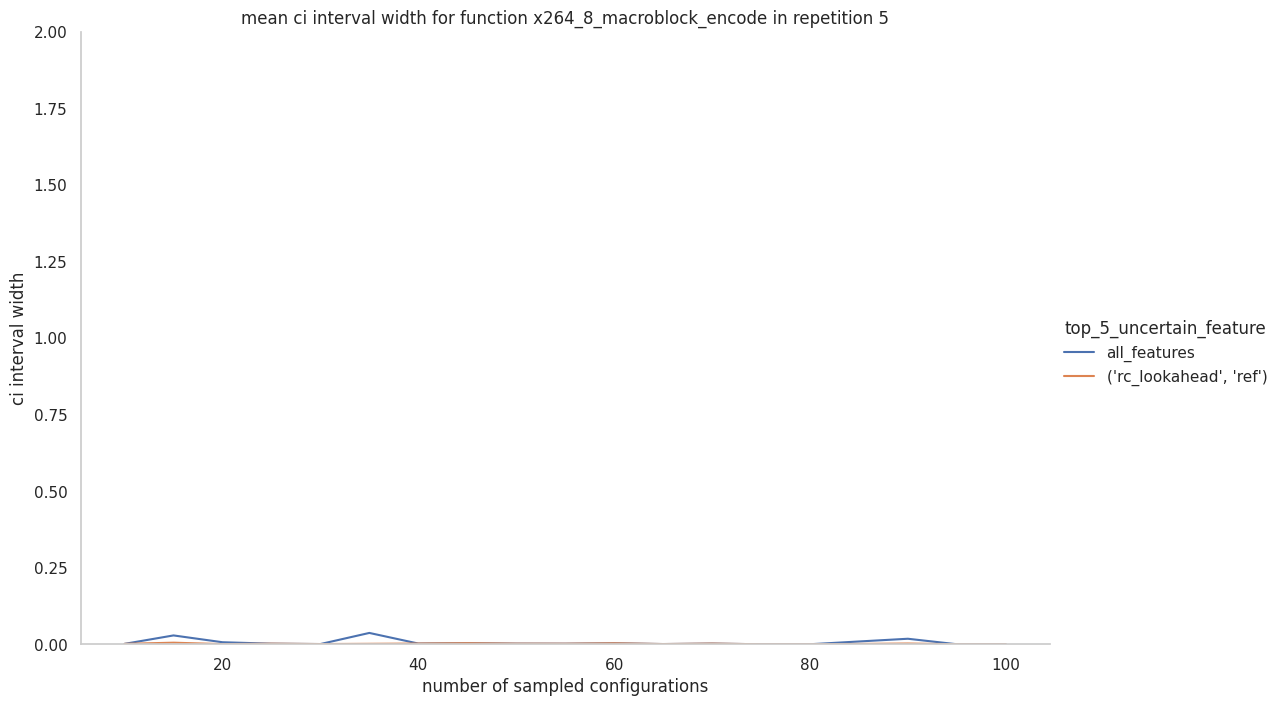 mean ci interval width for function x264_8_macroblock_encode in repetition 5
2.00
1.75
1.50
1.25
1.00
0.75
0.50
0.25
0.00
ci interval width
20
40
60
80
100
number of sampled configurations
top_5_uncertain_feature
all_features
('rc_lookahead', 'ref')